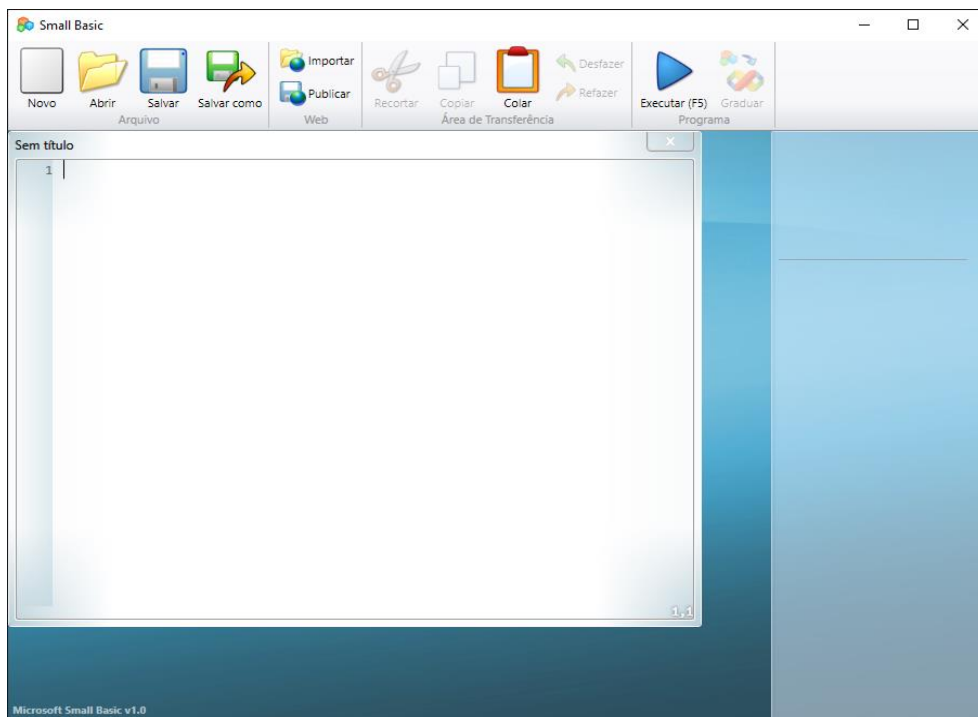 Small Basic
Novo Abrir Salvar Salvar como
Arquivo
Importar
Publicar
Web
Recortar Copiar Colar
Desfazer
Refazer
Área de Transferência
Executar (F5) Graduar
Programa
Sem título
1
1,1
Microsoft Small Basic v1.0